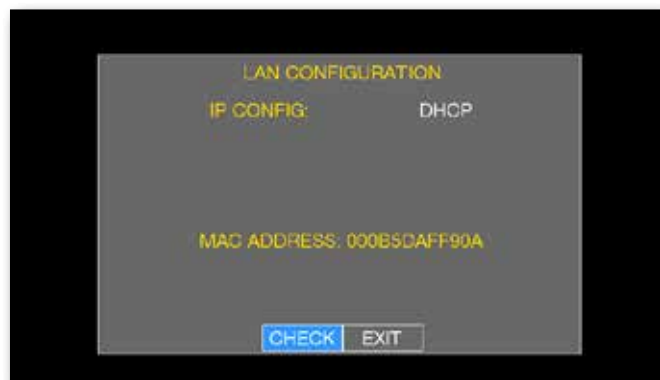 LAN CONFIGURATION
IP CONFIG: DHCP
MAC ADDRESS: 000B5DAFF90A
CHECK EXIT